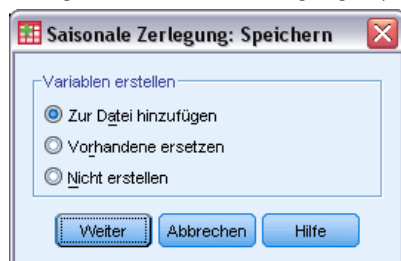 Saisonale Zerlegung: Speichern
Variablen erstellen
Zur Datei hinzufügen
Vorhandene ersetzen
Nicht erstellen
Weiter Abbrechen Hilfe